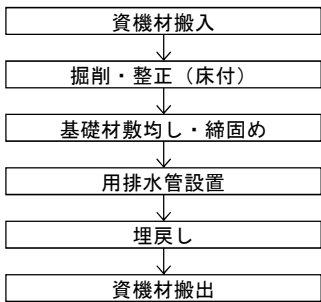 資機材搬入
掘削・整正（床付）
基礎材敷均し・締固め
用排水管設置
埋戻し
資機材搬出